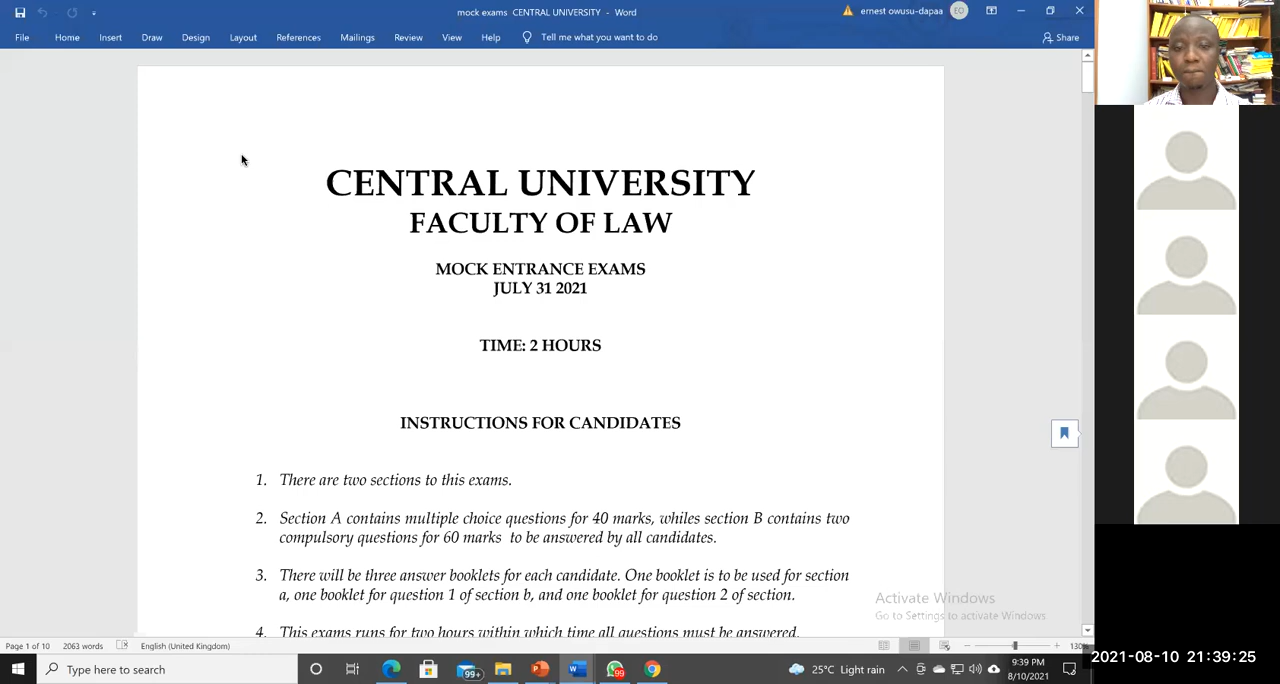 mock exams CENTRAL UNIVERSITY - Word
ernest owusu-dapaa
EO
File Home Insert Draw Design Layout References Mailings Review View Help Tell me what you want to do
Share
CENTRAL UNIVERSITY
FACULTY OF LAW
MOCK ENTRANCE EXAMS
JULY 31 2021
TIME: 2 HOURS
INSTRUCTIONS FOR CANDIDATES
1. There are two sections to this exams.
2. Section A contains multiple choice questions for 40 marks, whiles section B contains two
compulsory questions for 60 marks to be answered by all candidates.
3. There will be three answer booklets for each candidate. One booklet is to be used for section
a, one booklet for question 1 of section b, and one booklet for question 2 of section.
4. This exams runs for two hours within which time all questions must be answered.
Activate Windows
Go to Settings to activate Windows.
Page 1 of 10 2063 words English (United Kingdom)
130%
Type here to search
99+
99
25°C Light rain
9:39 PM
8/10/2021
2021-08-10 21:39:25